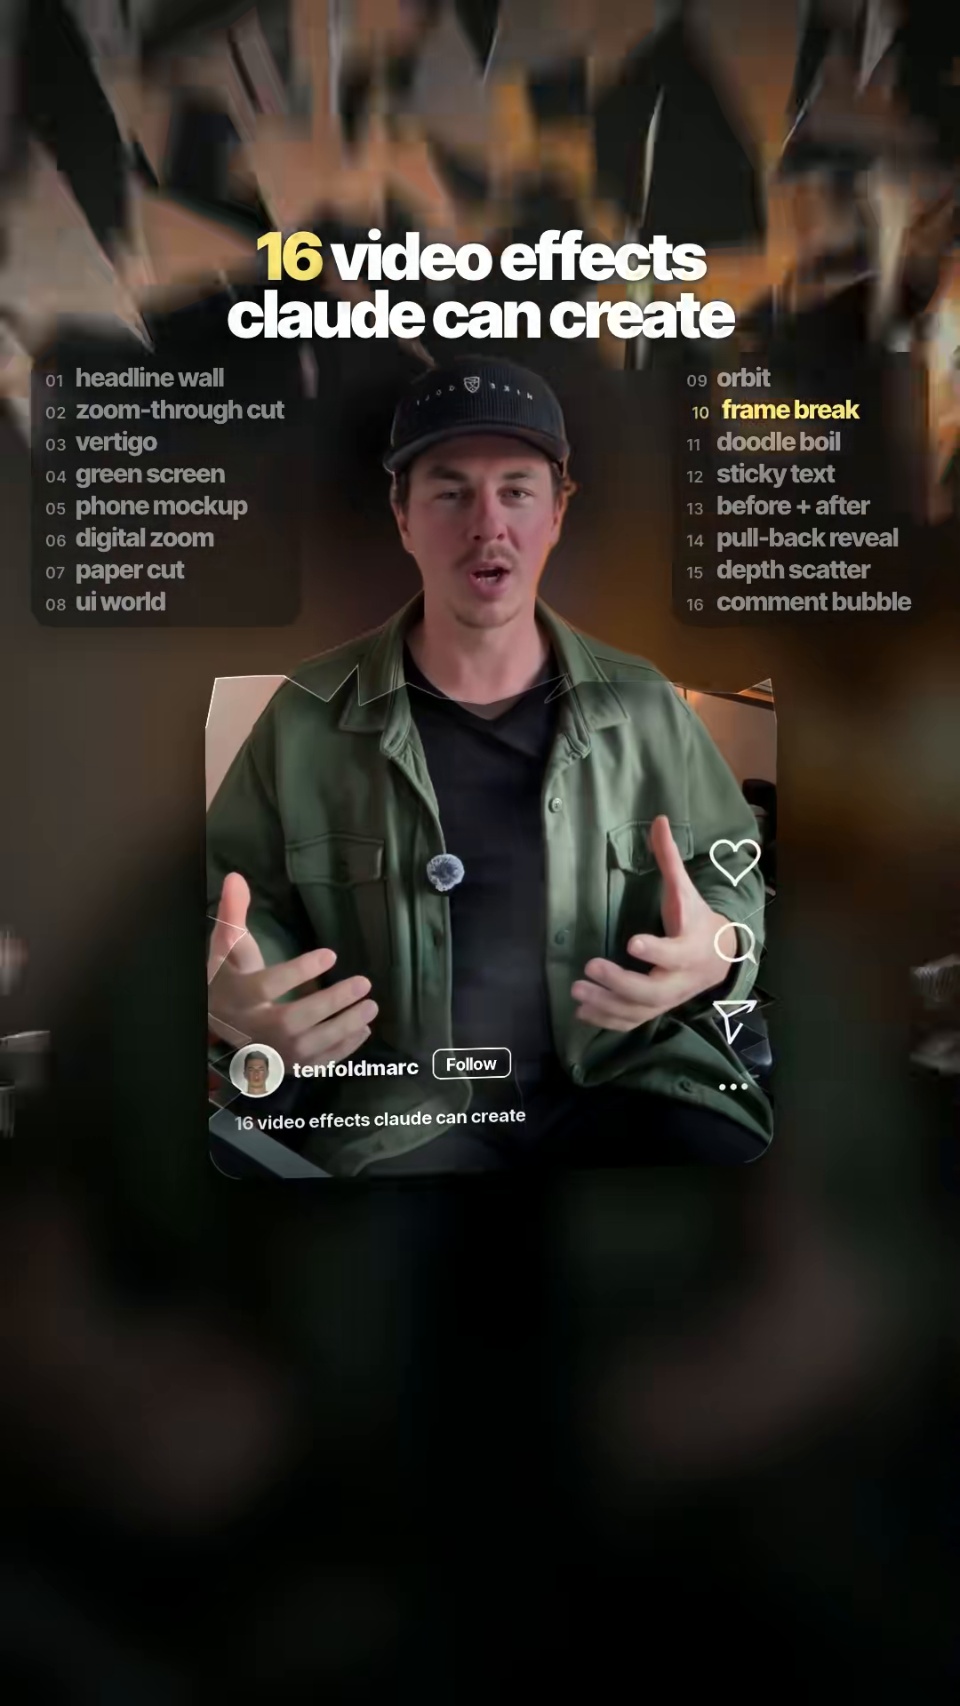 16 video effects
claude can create
01 headline wall
02 zoom-through cut
03 vertigo
04 green screen
05 phone mockup
06 digital zoom
07 paper cut
08 ui world
09 orbit
10 frame break
11 doodle boil
12 sticky text
13 before + after
14 pull-back reveal
15 depth scatter
16 comment bubble
tenfoldmarc Follow
16 video effects claude can create